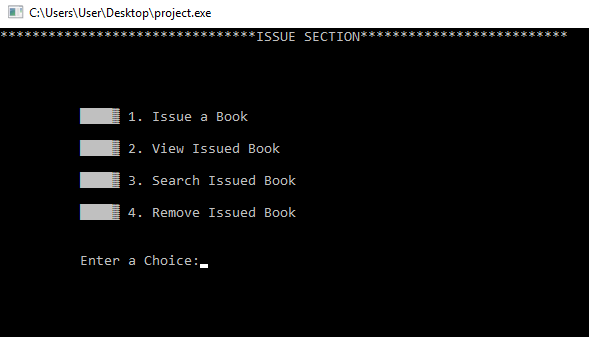 C:\Users\User\Desktop\project.exe
********************************ISSUE SECTION**************************
1. Issue a Book
2. View Issued Book
3. Search Issued Book
4. Remove Issued Book
Enter a Choice: